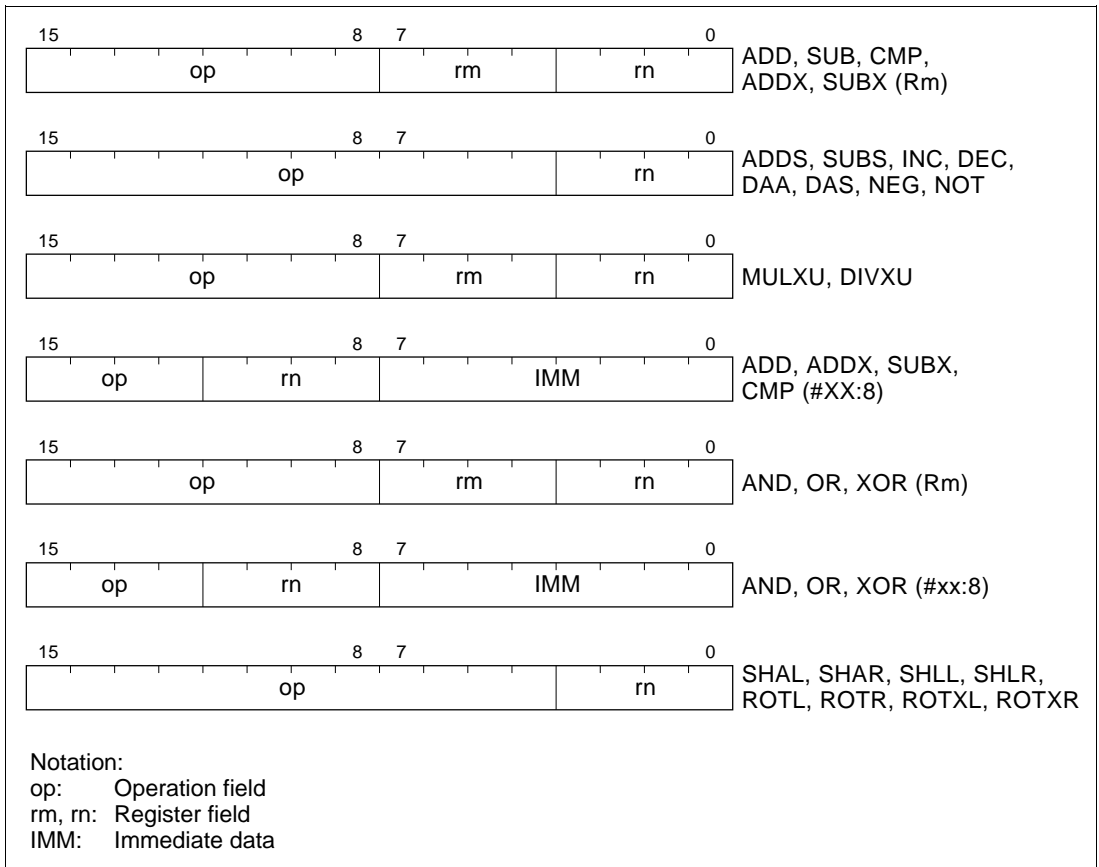 15 8 7 0
op rm rn
ADD, SUB, CMP,
ADDX, SUBX (Rm)
15 8 7 0
op rn
ADDS, SUBS, INC, DEC,
DAA, DAS, NEG, NOT
15 8 7 0
op rm rn
MULXU, DIVXU
15 8 7 0
op rn IMM
ADD, ADDX, SUBX,
CMP (#XX:8)
15 8 7 0
op rm rn
AND, OR, XOR (Rm)
15 8 7 0
op rn IMM
AND, OR, XOR (#xx:8)
15 8 7 0
op rn
SHAL, SHAR, SHLL, SHLR,
ROTL, ROTR, ROTXL, ROTXR
Notation:
op: Operation field
rm, rn: Register field
IMM: Immediate data